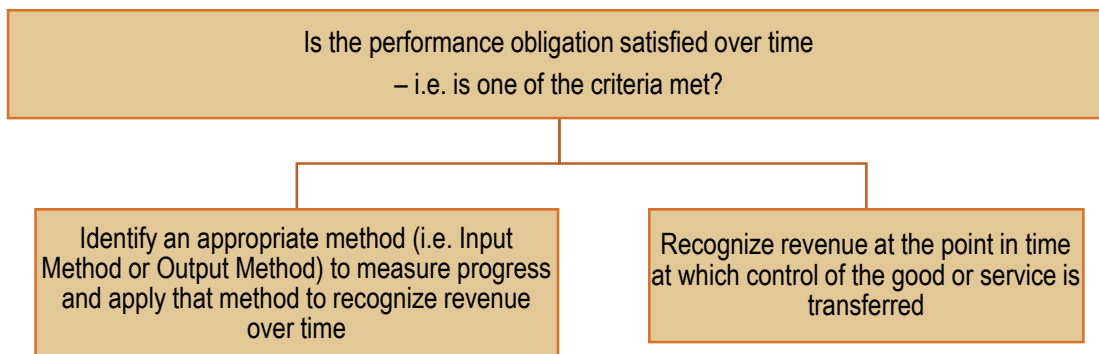 Is the performance obligation satisfied over time
– i.e. is one of the criteria met?
Identify an appropriate method (i.e. Input
Method or Output Method) to measure progress
and apply that method to recognize revenue
over time
Recognize revenue at the point in time
at which control of the good or service is
transferred